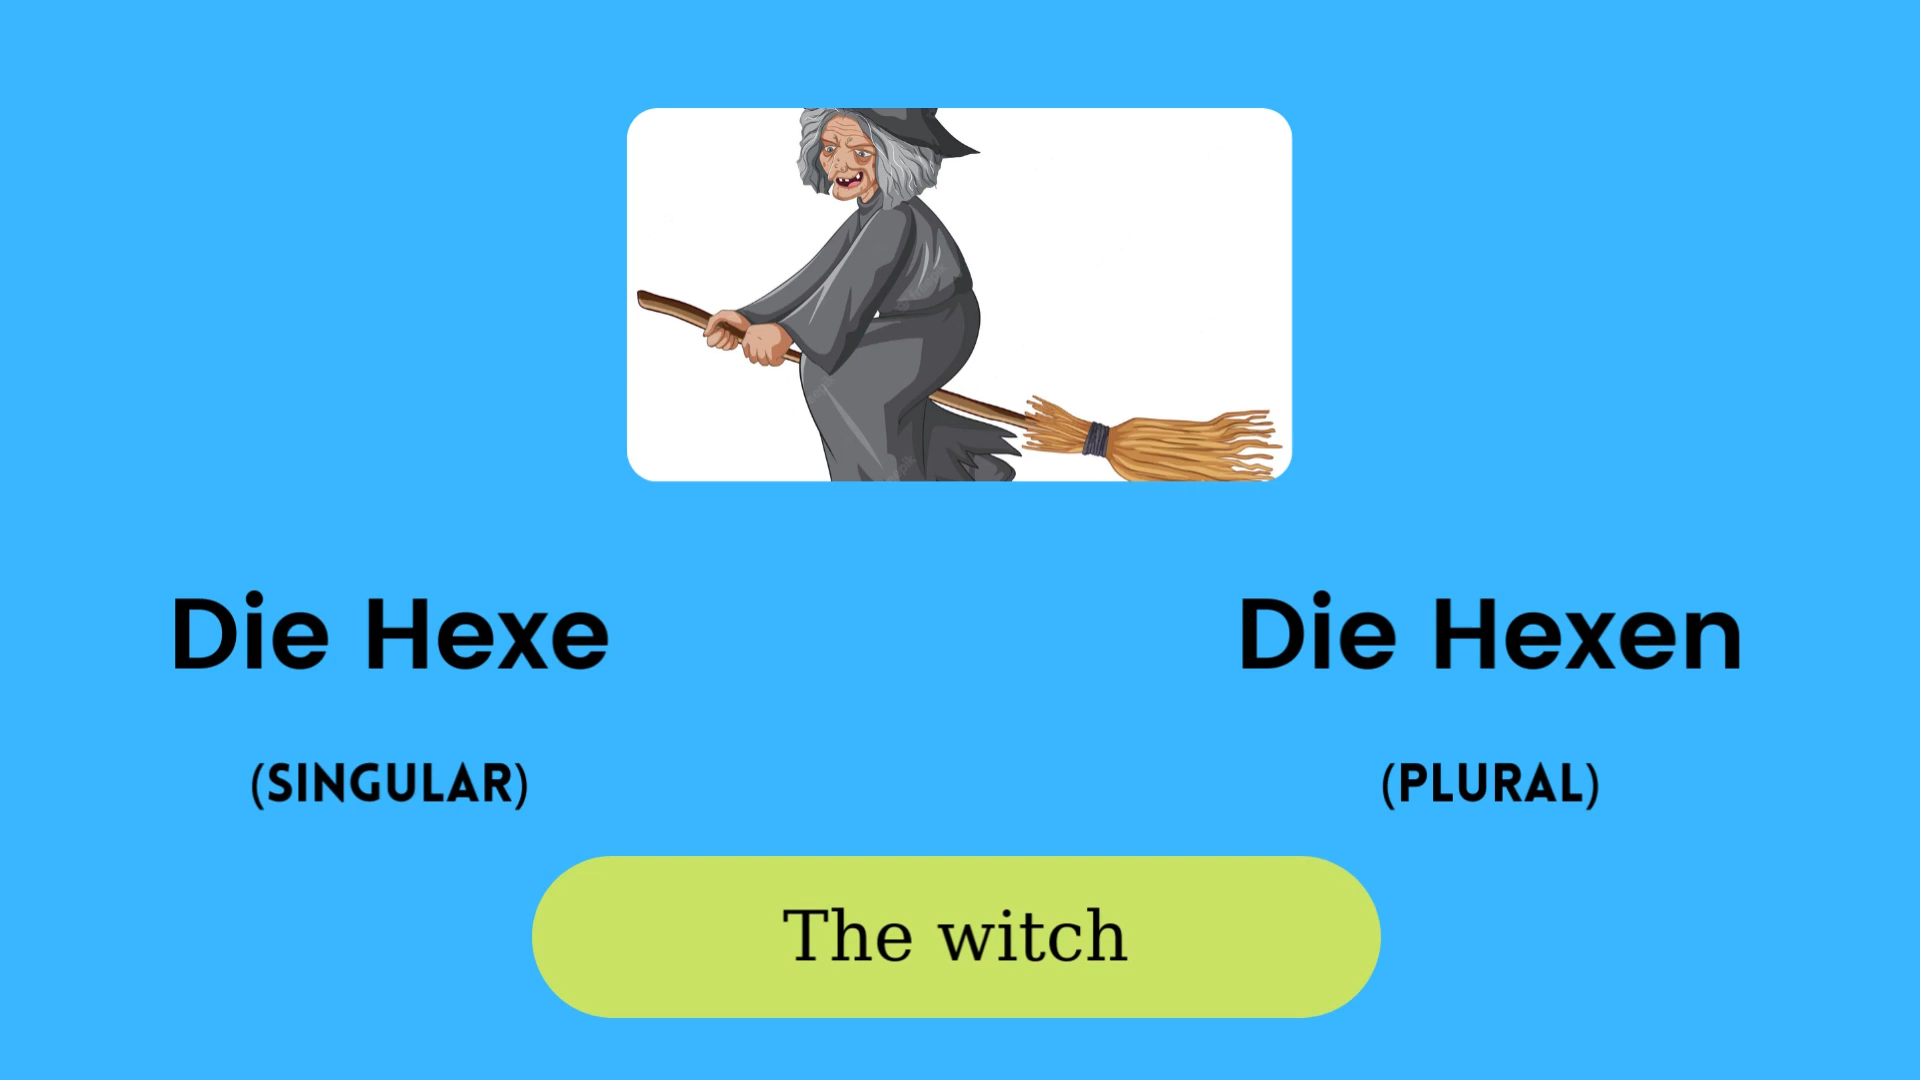 Die Hexe
Die Hexen
(SINGULAR)
(PLURAL)
The witch